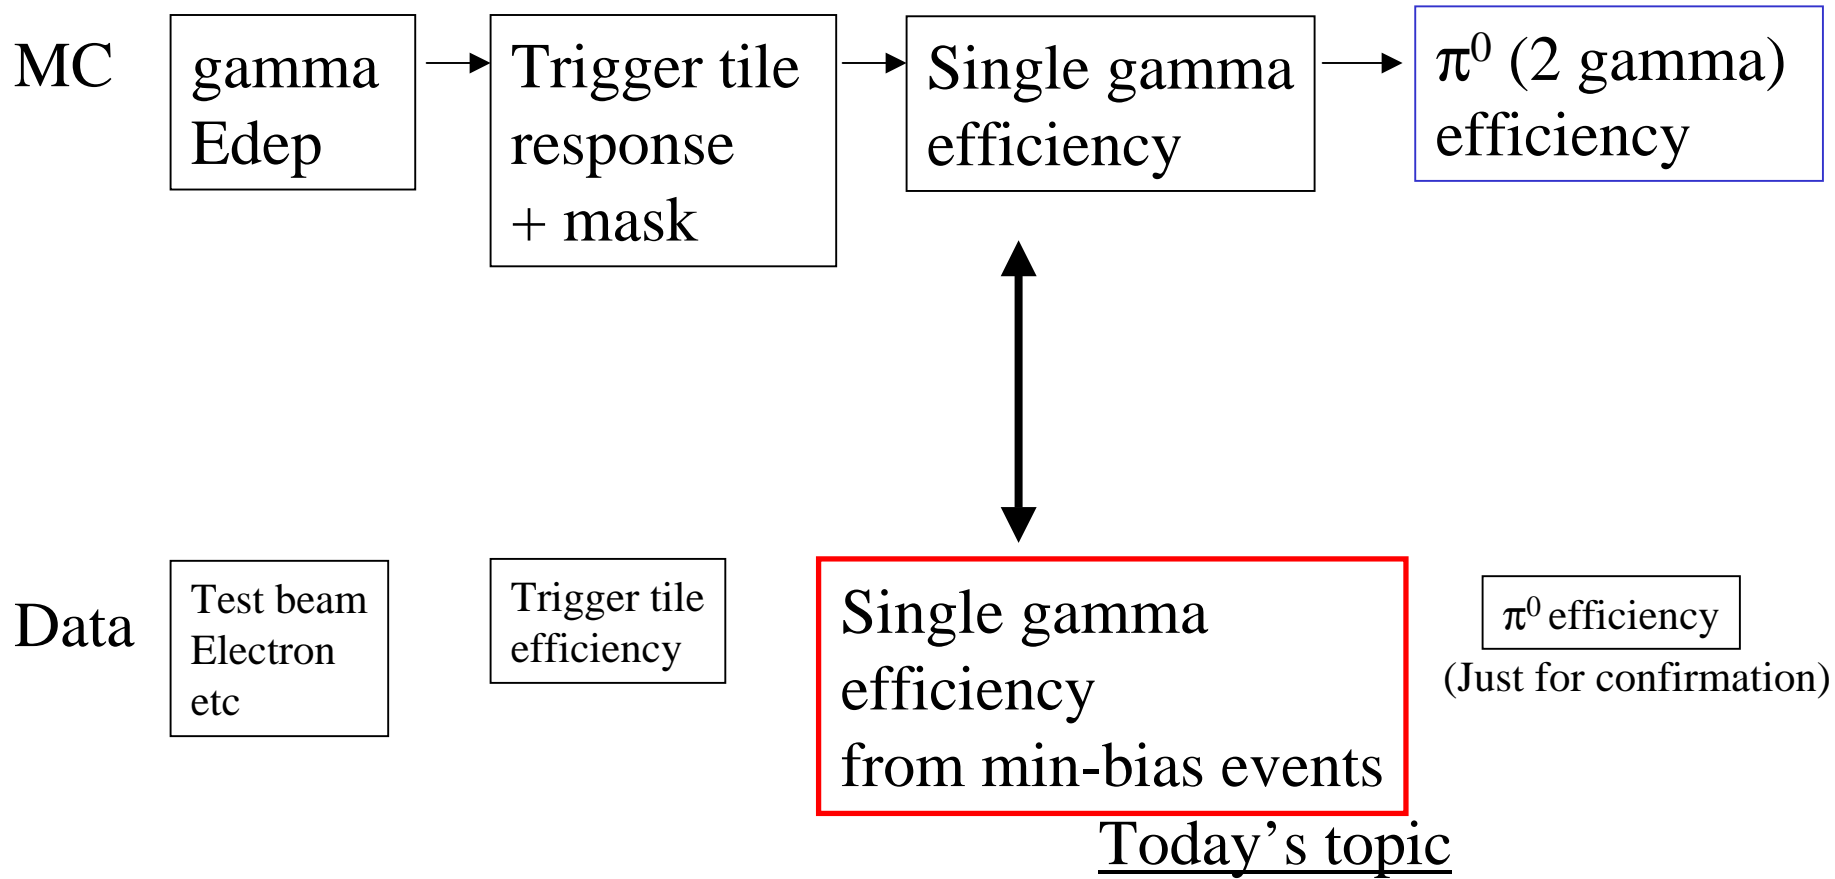 MC
gamma
Edep
Trigger tile
response
+ mask
Single gamma
efficiency
π⁰ (2 gamma)
efficiency
Data
Test beam
Electron
etc
Trigger tile
efficiency
Single gamma
efficiency
from min-bias events
π⁰ efficiency
(Just for confirmation)
Today’s topic